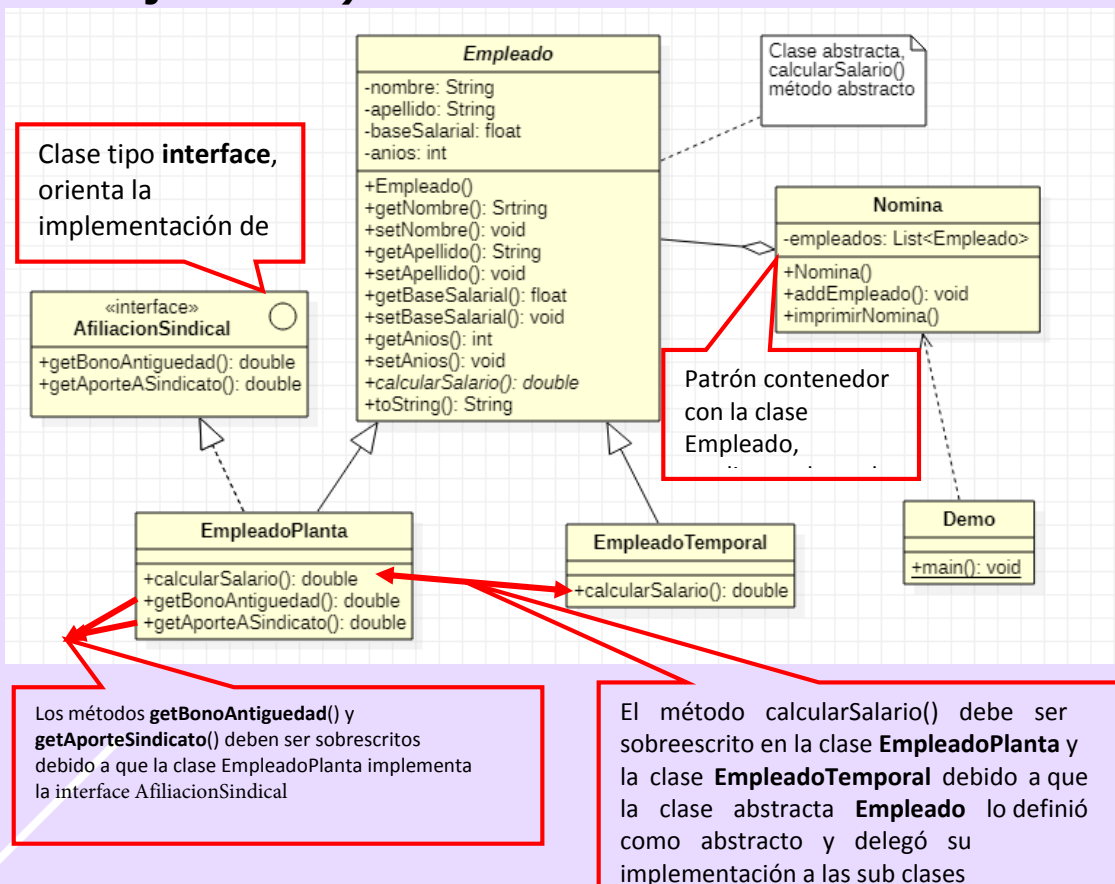 Empleado
-nombre: String
-apellido: String
-baseSalarial: float
-anios: int
+Empleado()
+getNombre(): Srtring
+setNombre(): void
+getApellido(): String
+setApellido(): void
+getBaseSalarial(): float
+setBaseSalarial(): void
+getAnios(): int
+setAnios(): void
+calcularSalario(): double
+toString(): String
Clase abstracta,
calcularSalario()
método abstracto
Clase tipo interface,
orienta la
implementación de
«interface»
AfiliacionSindical
+getBonoAntiguedad(): double
+getAporteASindicato(): double
Nomina
-empleados: List<Empleado>
+Nomina()
+addEmpleado(): void
+imprimirNomina()
Patrón contenedor
con la clase
Empleado,
EmpleadoPlanta
+calcularSalario(): double
+getBonoAntiguedad(): double
+getAporteASindicato(): double
EmpleadoTemporal
+calcularSalario(): double
Demo
+main(): void
Los métodos getBonoAntiguedad() y
getAporteSindicato() deben ser sobrescritos
debido a que la clase EmpleadoPlanta implementa
la interface AfiliacionSindical
El método calcularSalario() debe ser
sobreescrito en la clase EmpleadoPlanta y
la clase EmpleadoTemporal debido a que
la clase abstracta Empleado lo definió
como abstracto y delegó su
implementación a las sub clases